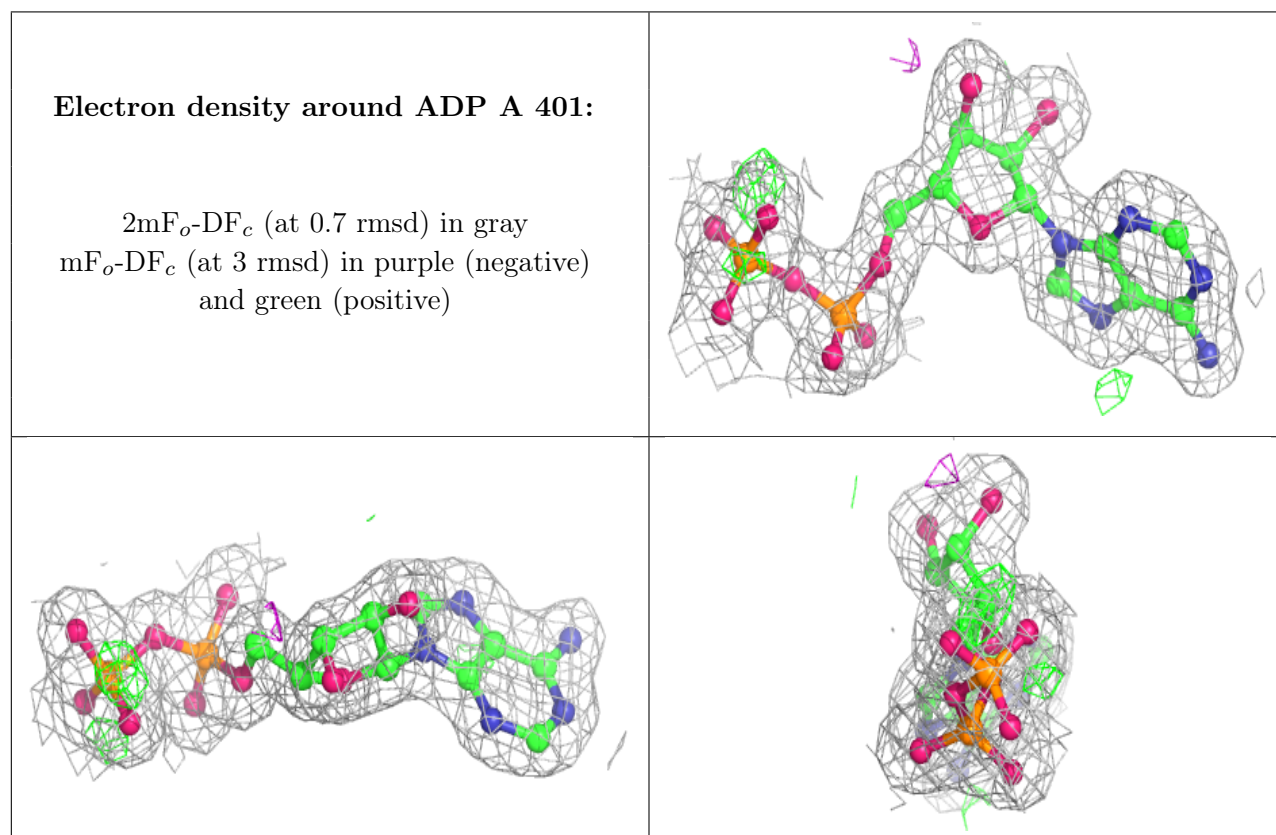 Electron density around ADP A 401:
2mFo-DFc (at 0.7 rmsd) in gray
mFo-DFc (at 3 rmsd) in purple (negative)
and green (positive)